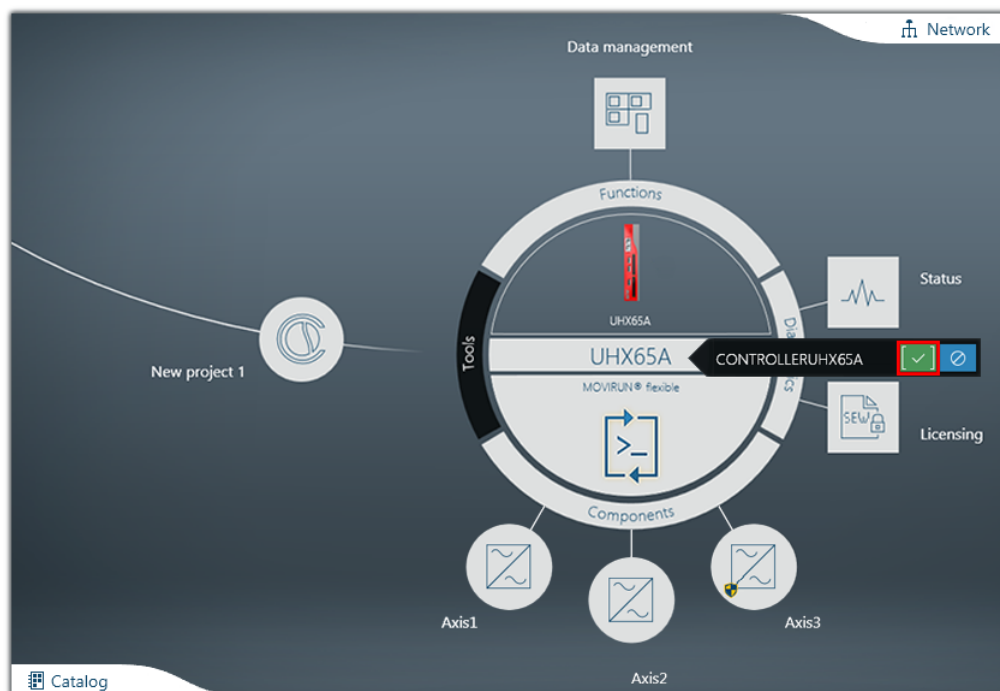 Network
Data management
Functions
UHX65A
Status
Tools
Diagnostics
UHX65A
CONTROLLERUHX65A
New project 1
MOVIRUN® flexible
SEW
Licensing
>_
Components
Axis1
Axis3
Axis2
Catalog